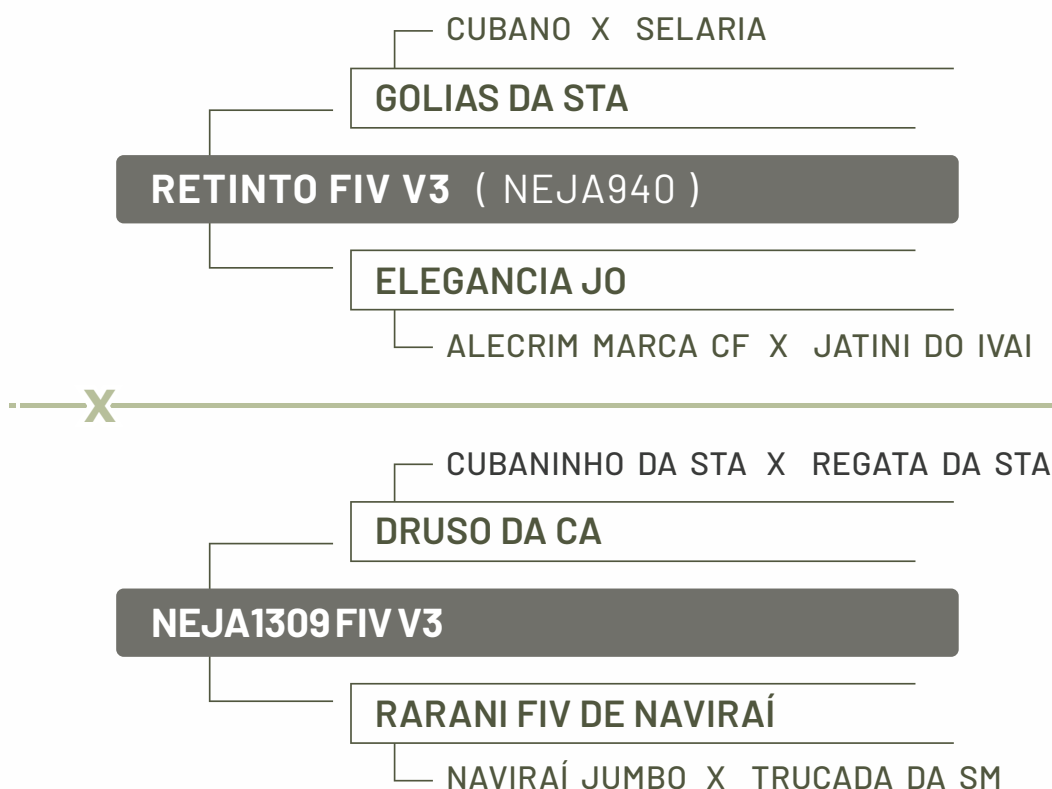 CUBANO X SELARIA
GOLIAS DA STA
RETINTO FIV V3 ( NEJA940 )
ELEGANCIA JO
ALECRIM MARCA CF X JATINI DO IVAI
X
CUBANINHO DA STA X REGATA DA STA
DRUSO DA CA
NEJA1309 FIV V3
RARANI FIV DE NAVIRAÍ
NAVIRAÍ JUMBO X TRUCADA DA SM